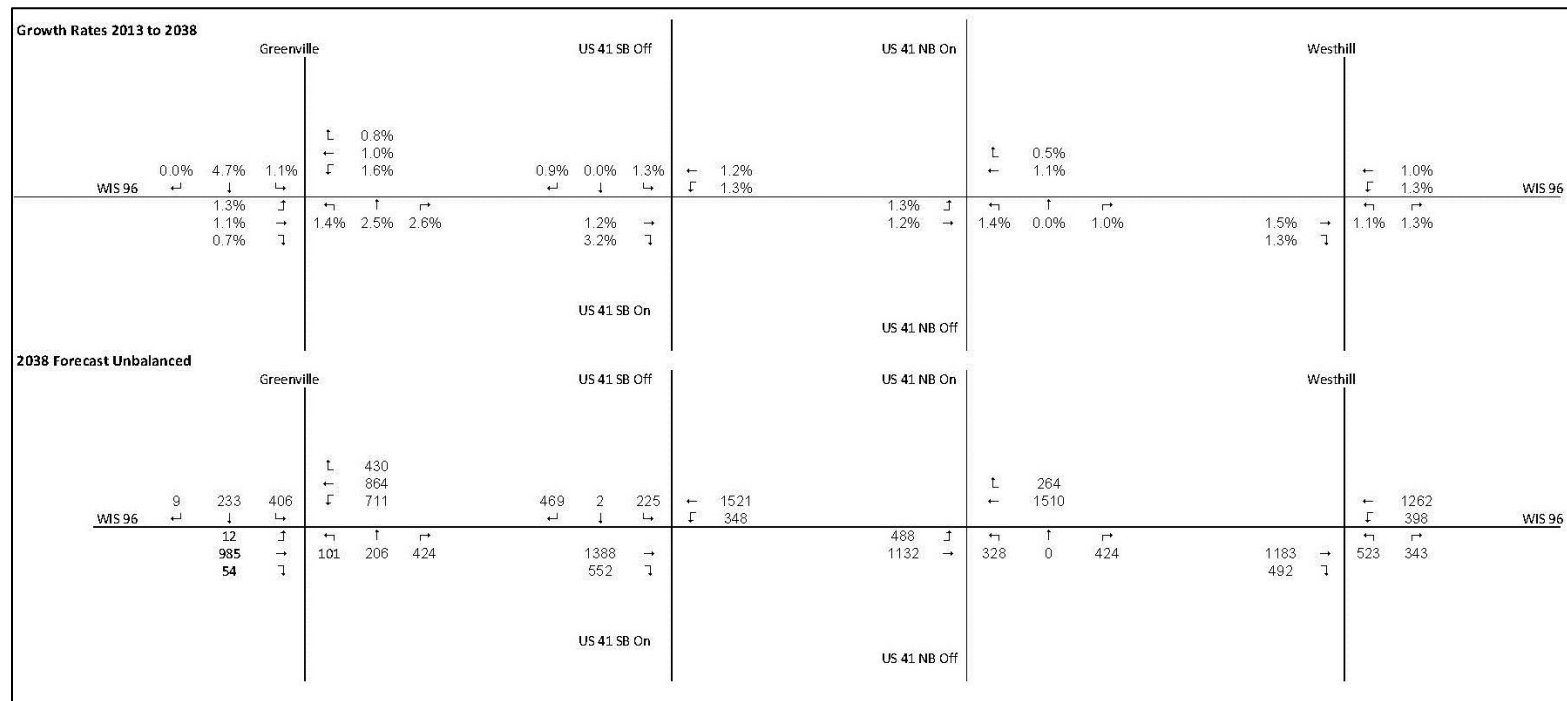 Growth Rates 2013 to 2038
Greenville US 41 SB Off US 41 NB On Westhill
↑ 0.8%
← 1.0% ↑ 0.5%
0.0% 4.7% 1.1% 1.6% 0.9% 0.0% 1.3% ← 1.2% ← 1.1% ← 1.0%
WIS 96 ↵ ↓ ↳ ↵ ↓ ↳ 1.3% 1.3% WIS 96
1.3% ↰ ↑ ↱ 1.3% ↰ ↑ ↱ ↰ ↱
1.1% → 1.4% 2.5% 2.6% 1.2% → 1.2% → 1.4% 0.0% 1.0% 1.5% → 1.1% 1.3%
0.7% 3.2% 1.3%
US 41 SB On
US 41 NB Off
2038 Forecast Unbalanced
Greenville US 41 SB Off US 41 NB On Westhill
↑ 430
← 864 ↑ 264
9 233 406 711 469 2 225 ← 1521 ← 1510 ← 1262
WIS 96 ↵ ↓ ↳ ↵ ↓ ↳ 348 398 WIS 96
12 ↰ ↑ ↱ 488 ↰ ↑ ↱ ↰ ↱
985 → 101 206 424 1388 → 1132 → 328 0 424 1183 → 523 343
54 552 492
US 41 SB On
US 41 NB Off